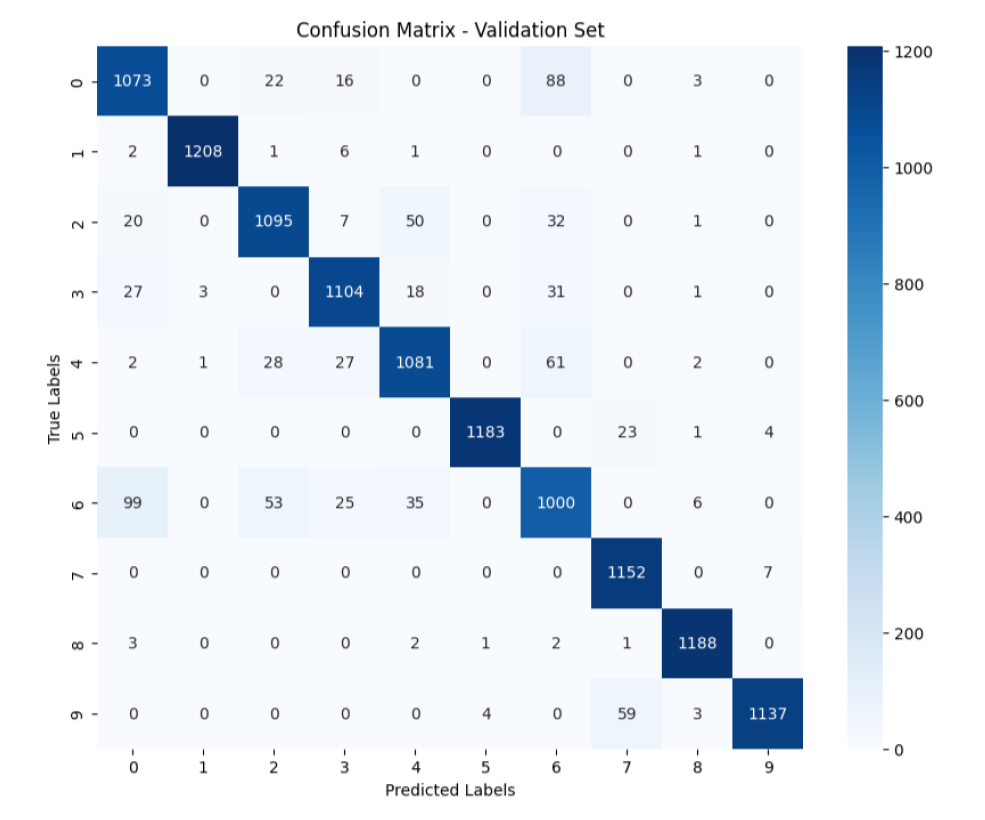 Confusion Matrix - Validation Set
0 1073 0 22 16 0 0 88 0 3 0
1 2 1208 1 6 1 0 0 0 1 0
2 20 0 1095 7 50 0 32 0 1 0
3 27 3 0 1104 18 0 31 0 1 0
4 2 1 28 27 1081 0 61 0 2 0
5 0 0 0 0 0 1183 0 23 1 4
6 99 0 53 25 35 0 1000 0 6 0
7 0 0 0 0 0 0 0 1152 0 7
8 3 0 0 0 2 1 2 1 1188 0
9 0 0 0 0 0 4 0 59 3 1137
0 1 2 3 4 5 6 7 8 9
Predicted Labels
True Labels
1200
1000
800
600
400
200
0